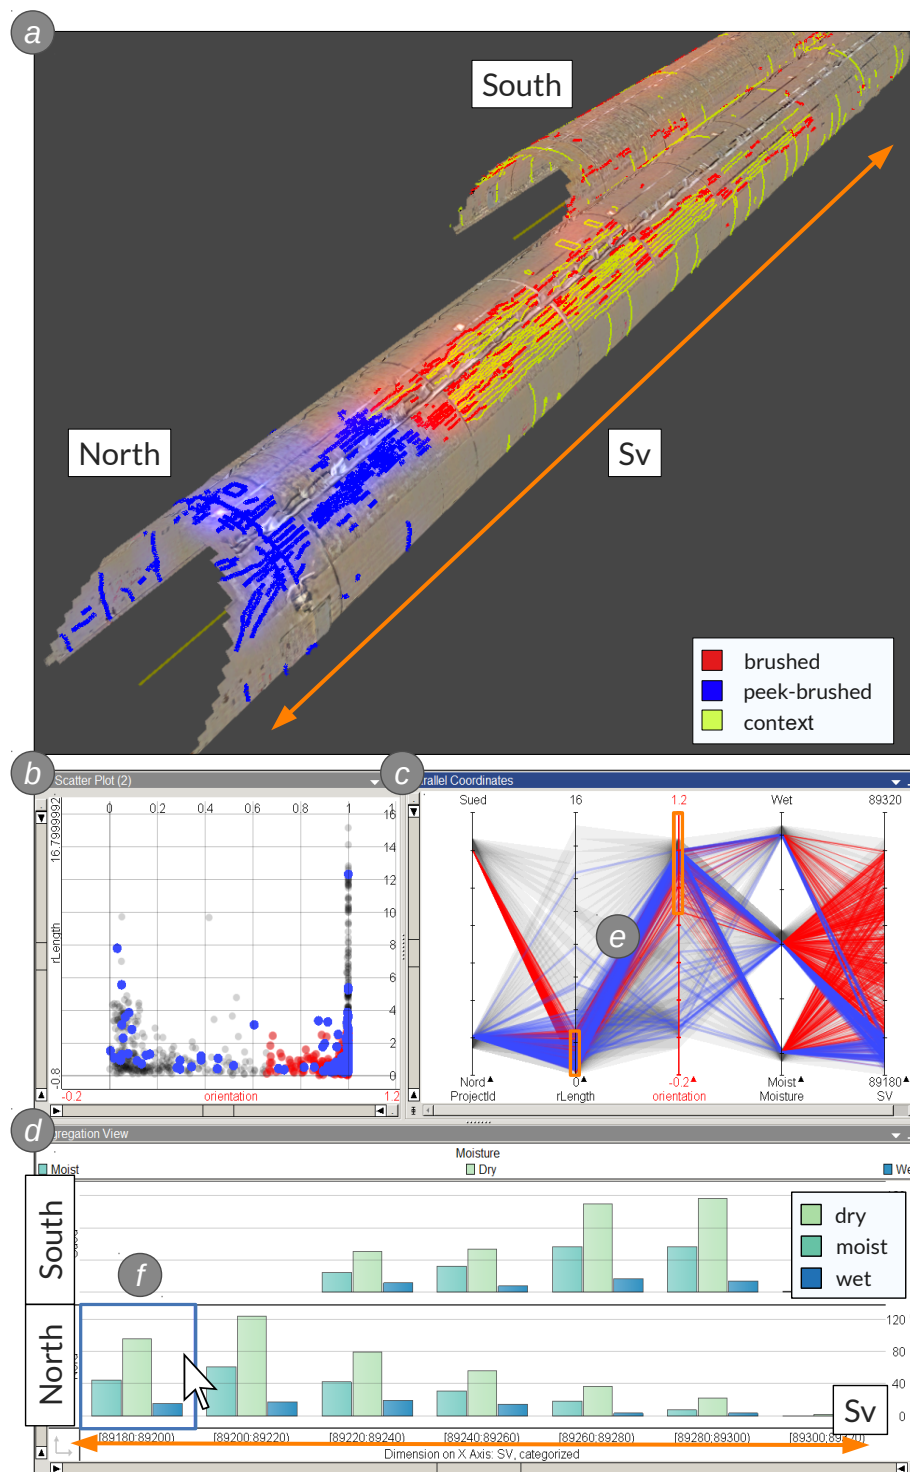 a
South
North
Sv
brushed
peek-brushed
context
b
Scatter Plot (2)
c
rallel Coordinates
16.7999992
0 0.2 0.4 0.6 0.8 1 1.2
16
14
12
10
8
6
4
2
0
rLength
-0.8
-0.2 orientation 1.2
Sued 16 1.2 Wet 89320
e
Nord 0 -0.2 Moist 89180
ProjectId rLength orientation Moisture SV
d
gregation View
Moisture
Moist Dry We
South
dry
moist
wet
f
North
120
80
40
0
Sv
[89180;89200) [89200;89220) [89220;89240) [89240;89260) [89260;89280) [89280;89300) [89300;89320)
Dimension on X Axis: SV, categorized